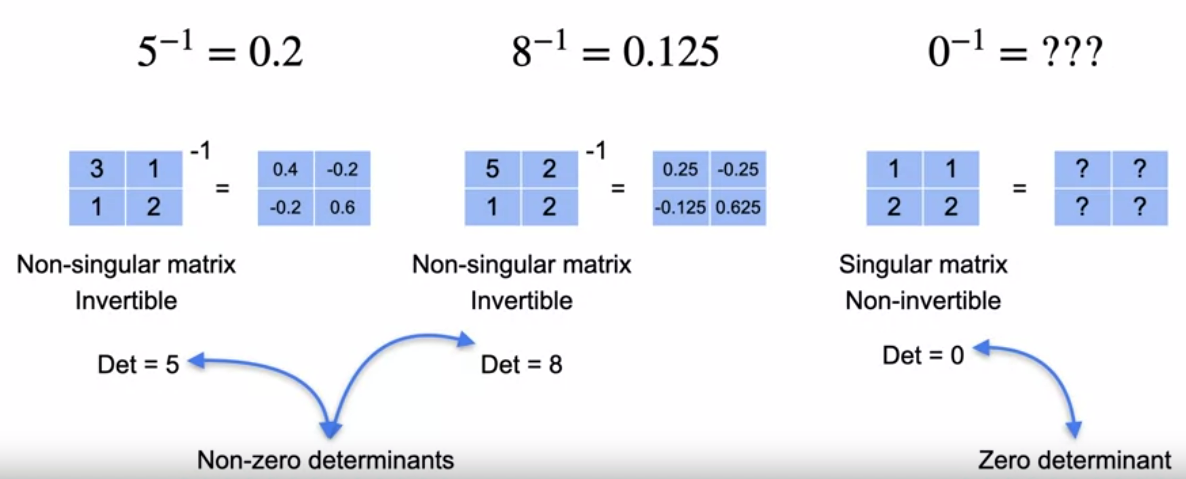 5⁻¹ = 0.2
8⁻¹ = 0.125
0⁻¹ = ???
3 1 -1 0.4 -0.2
=
1 2 -0.2 0.6
5 2 -1 0.25 -0.25
=
1 2 -0.125 0.625
1 1 ? ?
=
2 2 ? ?
Non-singular matrix
Invertible
Non-singular matrix
Invertible
Singular matrix
Non-invertible
Det = 5
Det = 8
Det = 0
Non-zero determinants
Zero determinant